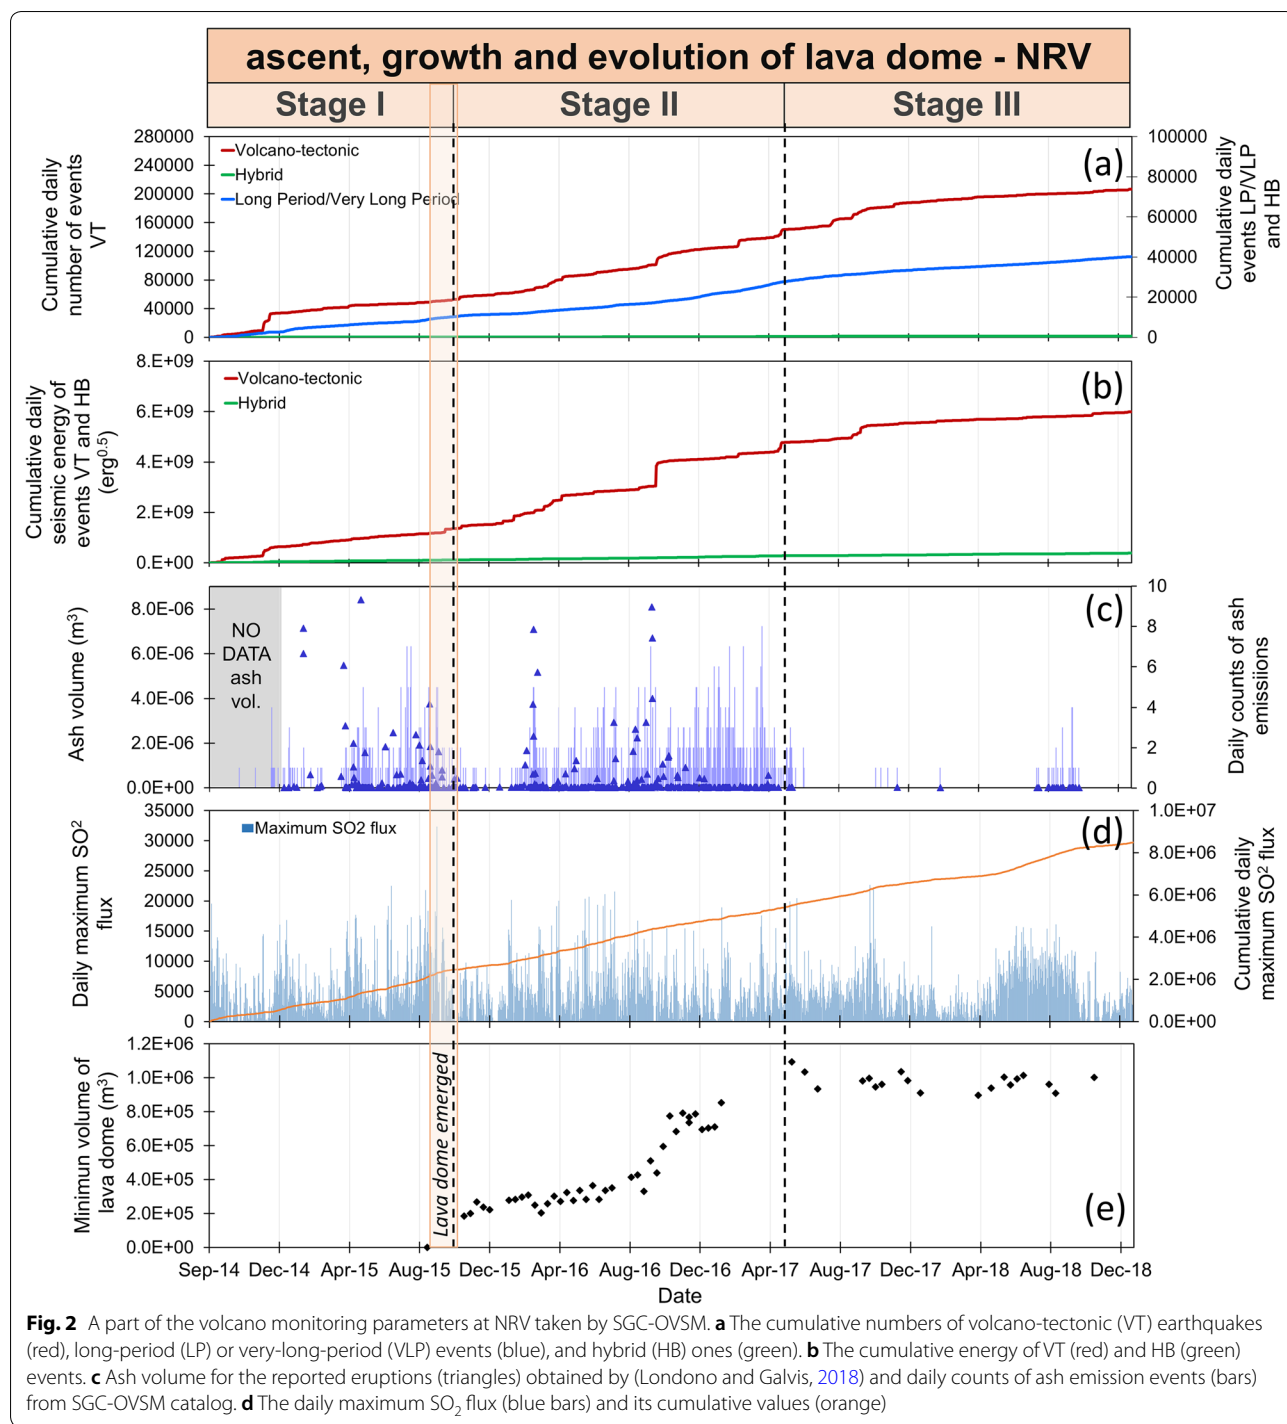 ascent, growth and evolution of lava dome - NRV
Stage I
Stage II
Stage III
Cumulative daily
number of events
VT
280000
240000
200000
160000
120000
80000
40000
0
Volcano-tectonic
Hybrid
Long Period/Very Long Period
(a)
100000
80000
60000
40000
20000
0
Cumulative daily
events LP/VLP
and HB
Cumulative daily
seismic energy of
events VT and HB
(erg0.5)
8.E+09
6.E+09
4.E+09
2.E+09
0.E+00
Volcano-tectonic
Hybrid
(b)
Ash volume (m3)
8.0E-06
6.0E-06
4.0E-06
2.0E-06
0.0E+00
NO
DATA
ash
vol.
(c)
10
8
6
4
2
0
Daily counts of ash
emissiions
Daily maximum SO2
flux
35000
30000
25000
20000
15000
10000
5000
0
Maximum SO2 flux
(d)
1.0E+07
8.0E+06
6.0E+06
4.0E+06
2.0E+06
0.0E+00
Cumulative daily
maximum SO2 flux
Minimun volume of
lava dome (m3)
1.2E+06
1.0E+06
8.0E+05
6.0E+05
4.0E+05
2.0E+05
0.0E+00
Lava dome emerged
(e)
Sep-14 Dec-14 Apr-15 Aug-15 Dec-15 Apr-16 Aug-16 Dec-16 Apr-17 Aug-17 Dec-17 Apr-18 Aug-18 Dec-18
Date
Fig. 2 A part of the volcano monitoring parameters at NRV taken by SGC-OVSM. a The cumulative numbers of volcano-tectonic (VT) earthquakes
(red), long-period (LP) or very-long-period (VLP) events (blue), and hybrid (HB) ones (green). b The cumulative energy of VT (red) and HB (green)
events. c Ash volume for the reported eruptions (triangles) obtained by (Londono and Galvis, 2018) and daily counts of ash emission events (bars)
from SGC-OVSM catalog. d The daily maximum SO2 flux (blue bars) and its cumulative values (orange)